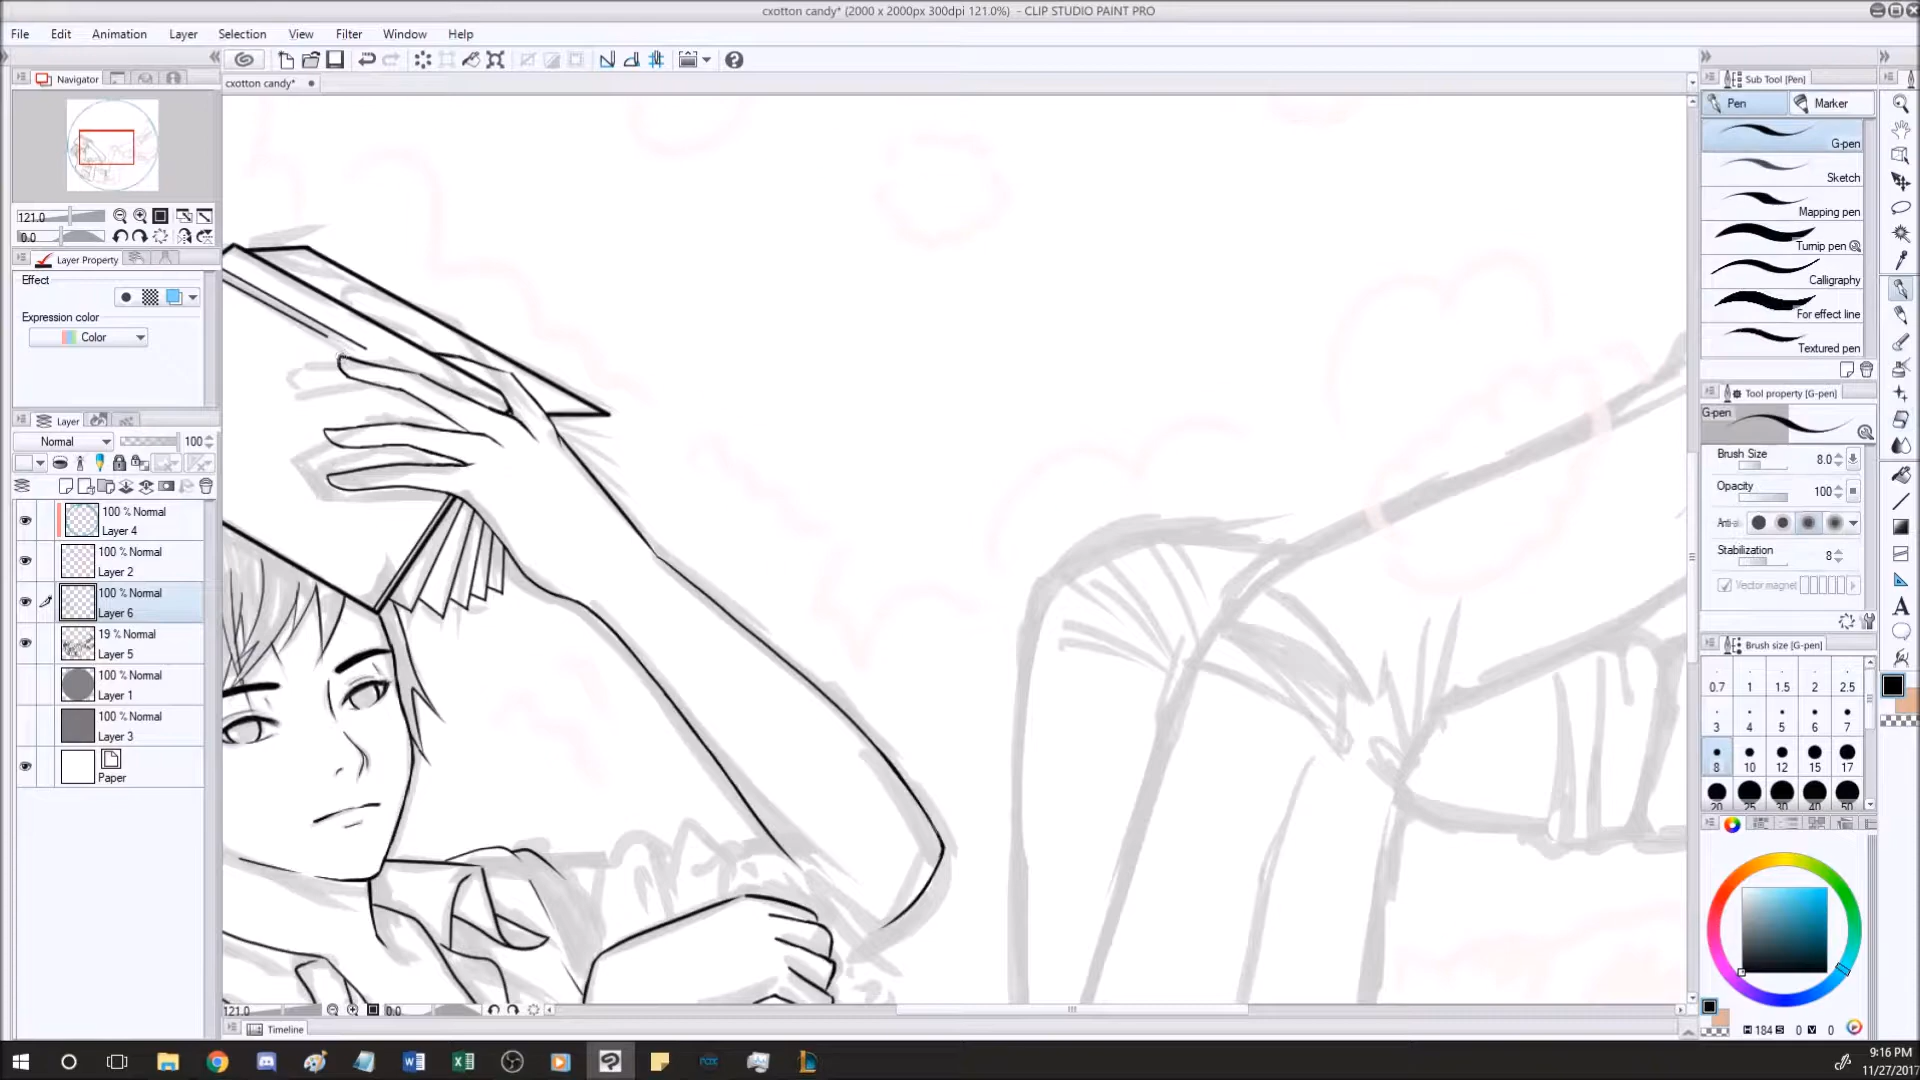 cxotton candy* (2000 x 2000px 300dpi 121.0%) - CLIP STUDIO PAINT PRO
File Edit Animation Layer Selection View Filter Window Help
Navigator
cxotton candy*
Sub Tool [Pen]
Pen Marker
G-pen
Sketch
Mapping pen
Turnip pen
Calligraphy
For effect line
Textured pen
121.0
0.0
Layer Property
Effect
Expression color
Color
Layer
Normal 100
100 % Normal
Layer 4
100 % Normal
Layer 2
100 % Normal
Layer 6
19 % Normal
Layer 5
100 % Normal
Layer 1
100 % Normal
Layer 3
Paper
Tool property [G-pen]
G-pen
Brush Size 8.0
Opacity 100
Stabilization 8
Vector magnet
Brush size [G-pen]
0.7 1 1.5 2 2.5
3 4 5 6 7
8 10 12 15 17
20 25 30 40 50
H 184 S 0 V 0
121.0 0.0
Timeline
9:16 PM
11/27/2017